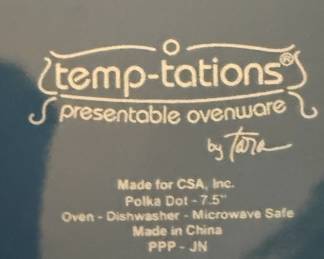 temp-tations®
presentable ovenware
by Tara
Made for CSA, Inc.
Polka Dot - 7.5"
Oven - Dishwasher - Microwave Safe
Made in China
PPP - JN